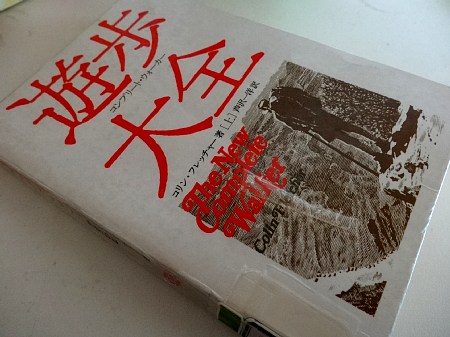 遊歩
大全
コンプリート・ウォーカー
コリン・フレッチャー著 [上] 芦沢一洋訳
The New
Complete
Walker
Colin Fletcher